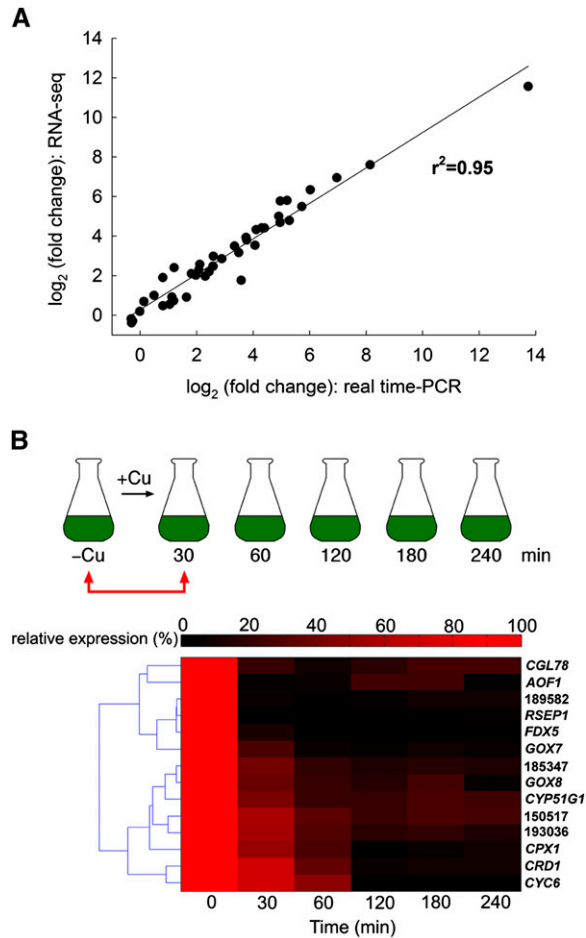 A
14
12
10
8
6
4
2
0
log2 (fold change): RNA-seq
r2=0.95
0 2 4 6 8 10 12 14
log2 (fold change): real time-PCR
B
+Cu
–Cu 30 60 120 180 240 min
relative expression (%)
0 20 40 60 80 100
CGL78
AOF1
189582
RSEP1
FDX5
GOX7
185347
GOX8
CYP51G1
150517
193036
CPX1
CRD1
CYC6
0 30 60 120 180 240
Time (min)